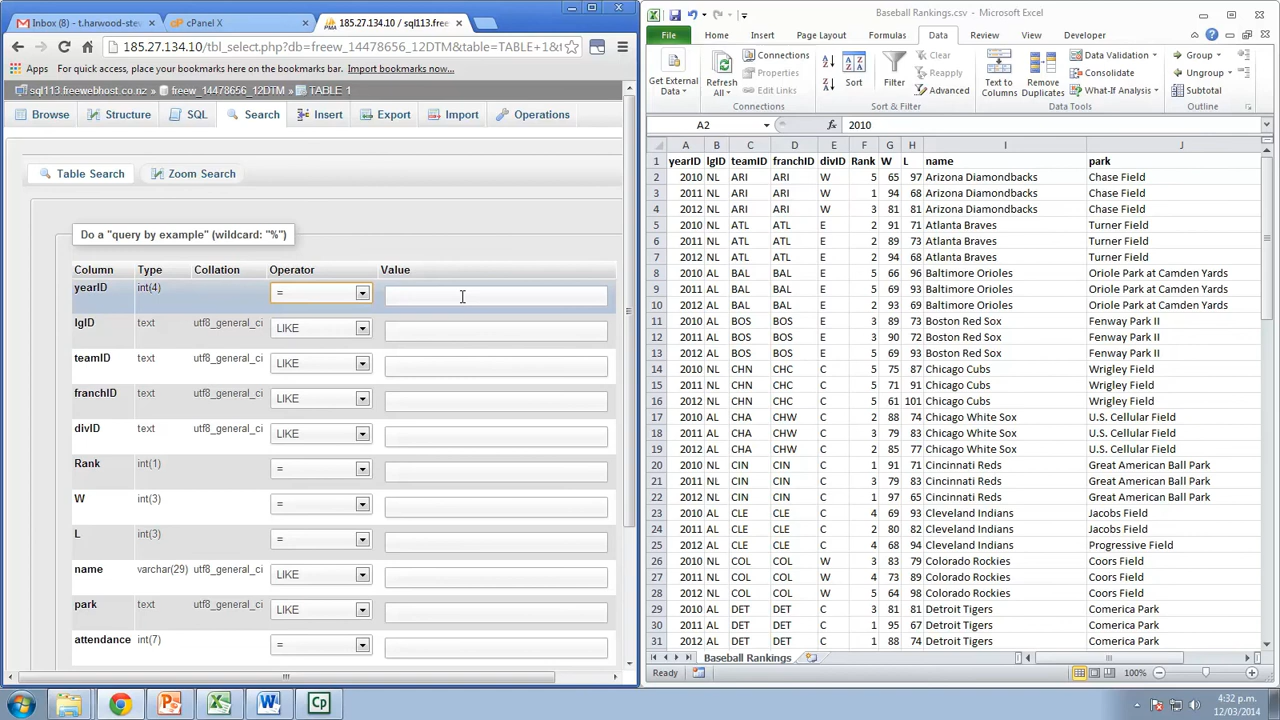 Inbox (8) - t.harwood-ste
cPanel X
185.27.134.10 / sql113.fre
185.27.134.10/tbl_select.php?db=freew_14478656_12DTM&table=TABLE+1&
Apps For quick access, place your bookmarks here on the bookmarks bar. Import bookmarks now...
sql113.freewebhost.co.nz » freew_14478656_12DTM » TABLE 1
Browse Structure SQL Search Insert Export Import Operations
Table Search Zoom Search
Do a "query by example" (wildcard: "%")
Column Type Collation Operator Value
yearID int(4) =
lgID text utf8_general_ci LIKE
teamID text utf8_general_ci LIKE
franchID text utf8_general_ci LIKE
divID text utf8_general_ci LIKE
Rank int(1) =
W int(3) =
L int(3) =
name varchar(29) utf8_general_ci LIKE
park text utf8_general_ci LIKE
attendance int(7) =
Baseball Rankings.csv - Microsoft Excel
File Home Insert Page Layout Formulas Data Review View Developer
Get External Data
Refresh All
Connections
Properties
Edit Links
Connections
Sort
Filter
Clear
Reapply
Advanced
Sort & Filter
Text to Columns
Remove Duplicates
Data Validation
Consolidate
What-If Analysis
Data Tools
Group
Ungroup
Subtotal
Outline
A2 fx 2010
A B C D E F G H I J
1 yearID lgID teamID franchID divID Rank W L name park
2 2010 NL ARI ARI W 5 65 97 Arizona Diamondbacks Chase Field
3 2011 NL ARI ARI W 1 94 68 Arizona Diamondbacks Chase Field
4 2012 NL ARI ARI W 3 81 81 Arizona Diamondbacks Chase Field
5 2010 NL ATL ATL E 2 91 71 Atlanta Braves Turner Field
6 2011 NL ATL ATL E 2 89 73 Atlanta Braves Turner Field
7 2012 NL ATL ATL E 2 94 68 Atlanta Braves Turner Field
8 2010 AL BAL BAL E 5 66 96 Baltimore Orioles Oriole Park at Camden Yards
9 2011 AL BAL BAL E 5 69 93 Baltimore Orioles Oriole Park at Camden Yards
10 2012 AL BAL BAL E 2 93 69 Baltimore Orioles Oriole Park at Camden Yards
11 2010 AL BOS BOS E 3 89 73 Boston Red Sox Fenway Park II
12 2011 AL BOS BOS E 3 90 72 Boston Red Sox Fenway Park II
13 2012 AL BOS BOS E 5 69 93 Boston Red Sox Fenway Park II
14 2010 NL CHN CHC C 5 75 87 Chicago Cubs Wrigley Field
15 2011 NL CHN CHC C 5 71 91 Chicago Cubs Wrigley Field
16 2012 NL CHN CHC C 5 61 101 Chicago Cubs Wrigley Field
17 2010 AL CHA CHW C 2 88 74 Chicago White Sox U.S. Cellular Field
18 2011 AL CHA CHW C 3 79 83 Chicago White Sox U.S. Cellular Field
19 2012 AL CHA CHW C 2 85 77 Chicago White Sox U.S. Cellular Field
20 2010 NL CIN CIN C 1 91 71 Cincinnati Reds Great American Ball Park
21 2011 NL CIN CIN C 3 79 83 Cincinnati Reds Great American Ball Park
22 2012 NL CIN CIN C 1 97 65 Cincinnati Reds Great American Ball Park
23 2010 AL CLE CLE C 4 69 93 Cleveland Indians Jacobs Field
24 2011 AL CLE CLE C 2 80 82 Cleveland Indians Jacobs Field
25 2012 AL CLE CLE C 4 68 94 Cleveland Indians Progressive Field
26 2010 NL COL COL W 3 83 79 Colorado Rockies Coors Field
27 2011 NL COL COL W 4 73 89 Colorado Rockies Coors Field
28 2012 NL COL COL W 5 64 98 Colorado Rockies Coors Field
29 2010 AL DET DET C 3 81 81 Detroit Tigers Comerica Park
30 2011 AL DET DET C 1 95 67 Detroit Tigers Comerica Park
31 2012 AL DET DET C 1 88 74 Detroit Tigers Comerica Park
Baseball Rankings
Ready 100%
4:32 p.m.
12/03/2014